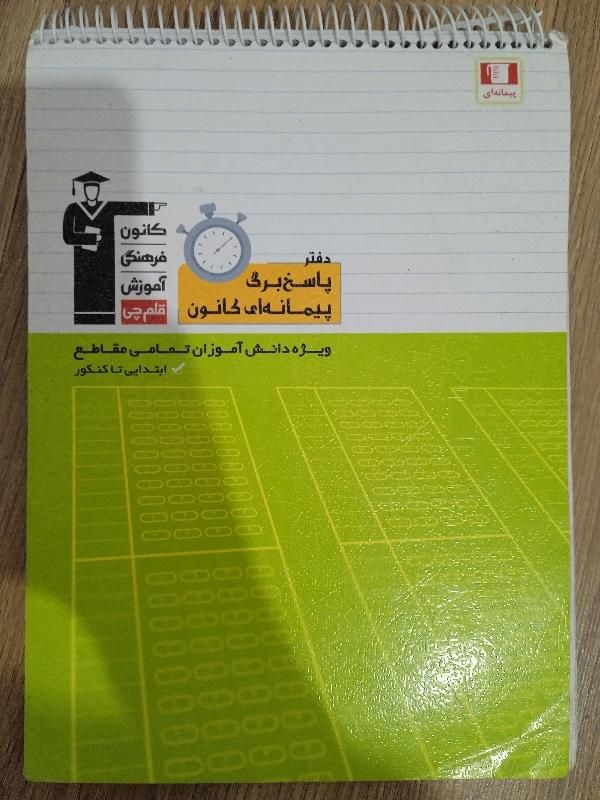 پیمانه‌ای
کانون
فرهنگی
آموزش
قلم‌چی
دفتر
پاسخ‌برگ
پیمانه‌ای کانون
ویژه دانش‌آموزان تمامی مقاطع
ابتدایی تا کنکور